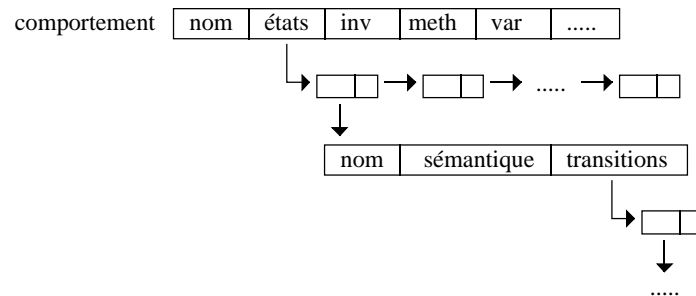 comportement nom états inv meth var .....
.....
nom sémantique transitions
.....